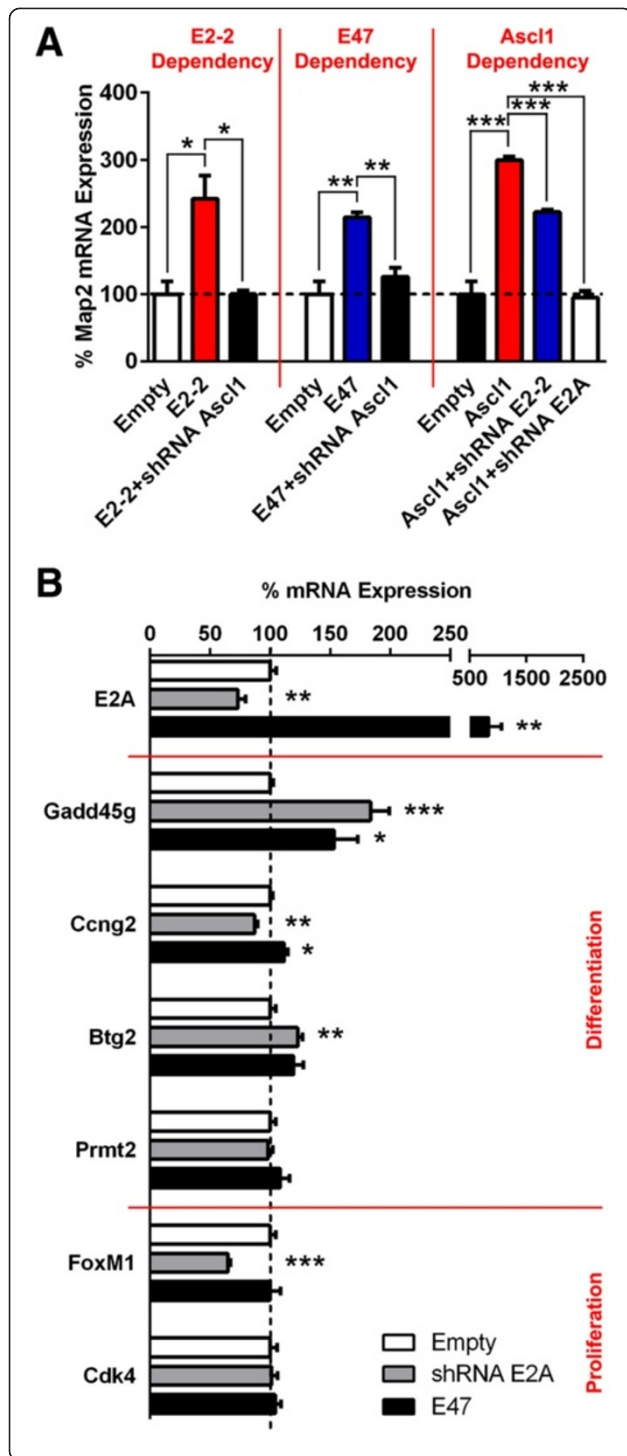 A
E2-2 Dependency
E47 Dependency
Ascl1 Dependency
% Map2 mRNA Expression
400
300
200
100
0
* *
** **
*** *** ***
Empty
E2-2
E2-2+shRNA Ascl1
Empty
E47
E47+shRNA Ascl1
Empty
Ascl1
Ascl1+shRNA E2-2
Ascl1+shRNA E2A
B
% mRNA Expression
0 50 100 150 200 250
500 1500 2500
E2A
**
**
Gadd45g
***
*
Ccng2
**
*
Btg2
**
Prmt2
Differentiation
FoxM1
***
Cdk4
Proliferation
Empty
shRNA E2A
E47